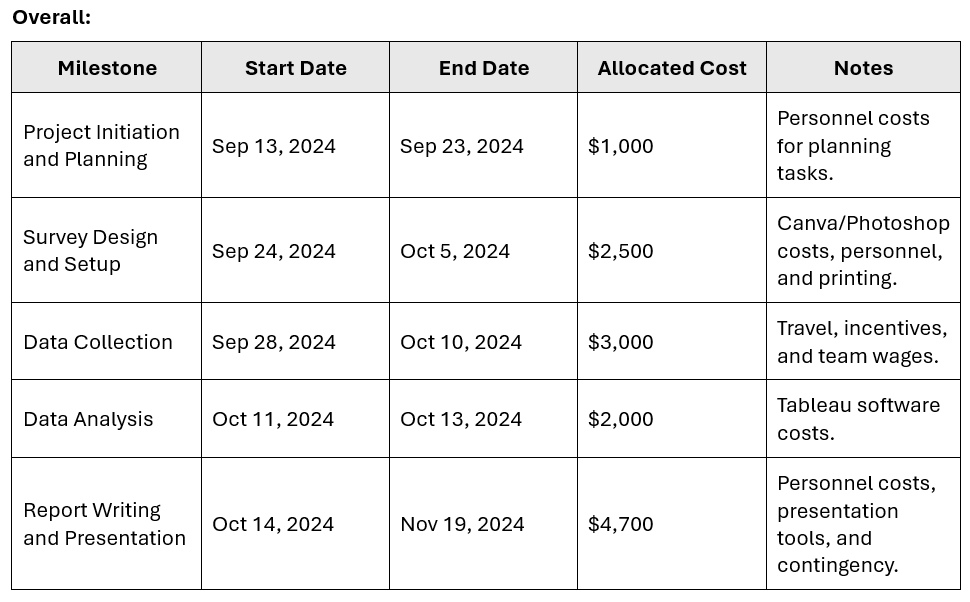 Overall:
Milestone Start Date End Date Allocated Cost Notes
Project Initiation
and Planning
Sep 13, 2024
Sep 23, 2024
$1,000
Personnel costs
for planning
tasks.
Survey Design
and Setup
Sep 24, 2024
Oct 5, 2024
$2,500
Canva/Photoshop
costs, personnel,
and printing.
Data Collection
Sep 28, 2024
Oct 10, 2024
$3,000
Travel, incentives,
and team wages.
Data Analysis
Oct 11, 2024
Oct 13, 2024
$2,000
Tableau software
costs.
Report Writing
and Presentation
Oct 14, 2024
Nov 19, 2024
$4,700
Personnel costs,
presentation
tools, and
contingency.